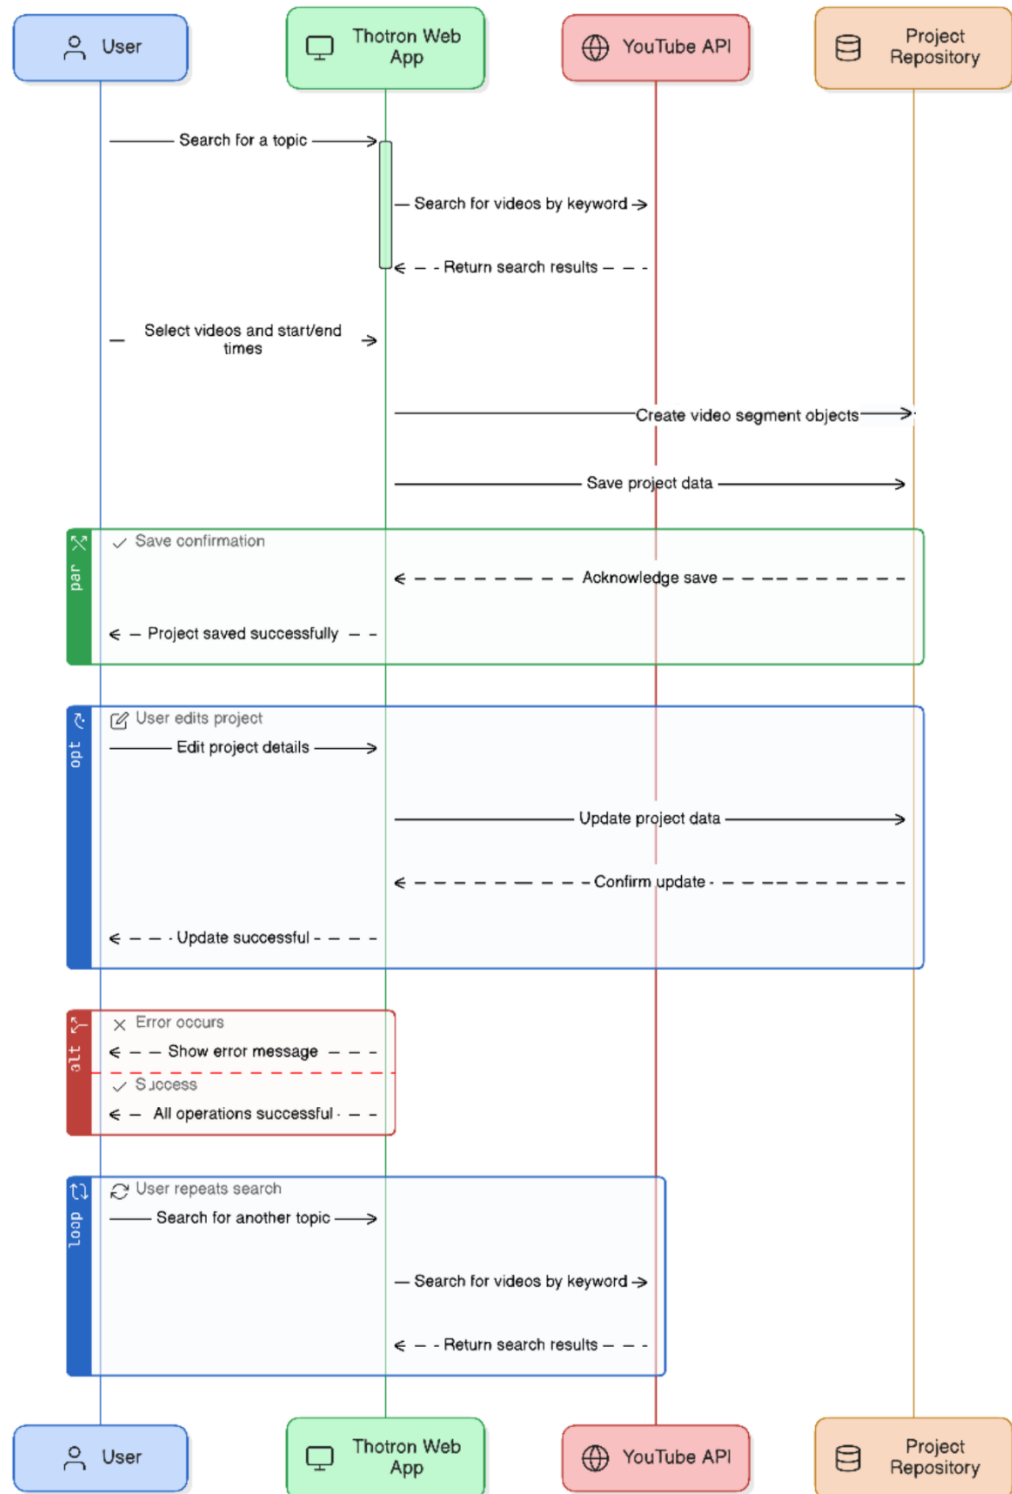 User
Thotron Web
App
YouTube API
Project
Repository
Search for a topic
Search for videos by keyword
Return search results
Select videos and start/end
times
Create video segment objects
Save project data
par
Save confirmation
Acknowledge save
Project saved successfully
opt
User edits project
Edit project details
Update project data
Confirm update
Update successful
alt
Error occurs
Show error message
Success
All operations successful
loop
User repeats search
Search for another topic
Search for videos by keyword
Return search results
User
Thotron Web
App
YouTube API
Project
Repository